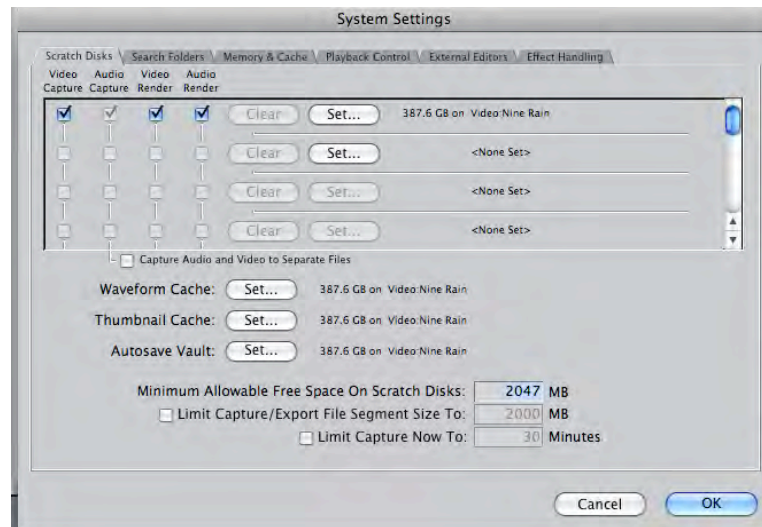 System Settings
Scratch Disks Search Folders Memory & Cache Playback Control External Editors Effect Handling
Video Audio Video Audio
Capture Capture Render Render
Clear Set... 387.6 GB on Video:Nine Rain
Clear Set... <None Set>
Clear Set... <None Set>
Clear Set... <None Set>
Capture Audio and Video to Separate Files
Waveform Cache: Set... 387.6 GB on Video:Nine Rain
Thumbnail Cache: Set... 387.6 GB on Video:Nine Rain
Autosave Vault: Set... 387.6 GB on Video:Nine Rain
Minimum Allowable Free Space On Scratch Disks: 2047 MB
Limit Capture/Export File Segment Size To: 2000 MB
Limit Capture Now To: 30 Minutes
Cancel OK